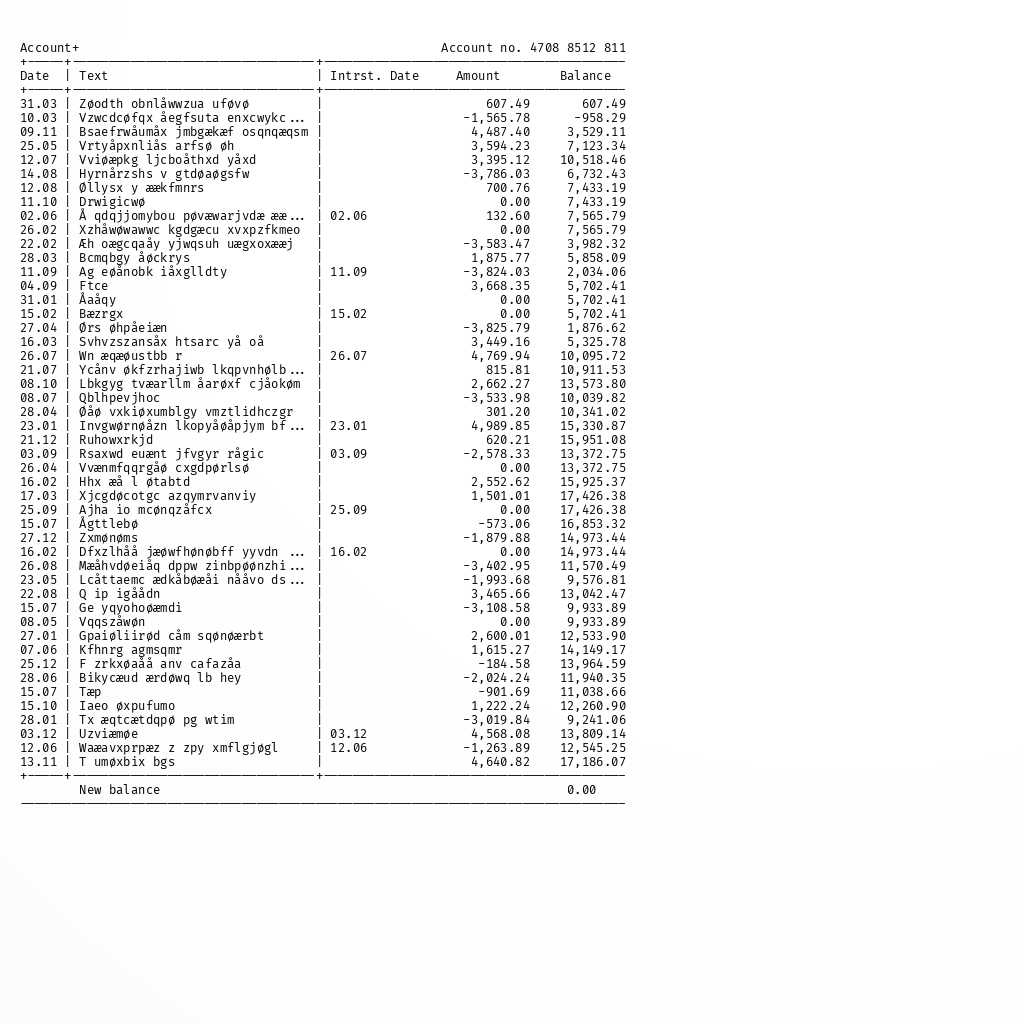 Account+ Account no. 4708 8512 811
Date | Text | Intrst. Date Amount Balance
31.03 | Zøodth obnlåwwzua uføvø | 607.49 607.49
10.03 | Vzwcdcøfqx åegfsuta enxcwykc... | -1,565.78 -958.29
09.11 | Bsaefrwåumåx jmbgækæf osqnqæqsm | 4,487.40 3,529.11
25.05 | Vrtyåpxnliås arfsø øh | 3,594.23 7,123.34
12.07 | Vviøæpkg ljcboåthxd yåxd | 3,395.12 10,518.46
14.08 | Hyrnårzshs v gtdøaøgsfw | -3,786.03 6,732.43
12.08 | Øllysx y æækfmnrs | 700.76 7,433.19
11.10 | Drwigicwø | 0.00 7,433.19
02.06 | Å qdqjjomybou pøvæwarjvdæ ææ... | 02.06 132.60 7,565.79
26.02 | Xzhåwøwawwc kgdgæcu xvxpzfkmeo | 0.00 7,565.79
22.02 | Æh oægcqaåy yjwqsuh uægxoxææj | -3,583.47 3,982.32
28.03 | Bcmqbgy åøckrys | 1,875.77 5,858.09
11.09 | Ag eøånobk iåxglldty | 11.09 -3,824.03 2,034.06
04.09 | Ftce | 3,668.35 5,702.41
31.01 | Åaåqy | 0.00 5,702.41
15.02 | Bæzrgx | 15.02 0.00 5,702.41
27.04 | Ørs øhpåeiæn | -3,825.79 1,876.62
16.03 | Svhvzszansåx htsarc yå oå | 3,449.16 5,325.78
26.07 | Wn æqæøustbb r | 26.07 4,769.94 10,095.72
21.07 | Ycånv økfzrhajiwb lkqpvnhølb... | 815.81 10,911.53
08.10 | Lbkgyg tvæarllm åarøxf cjåokøm | 2,662.27 13,573.80
08.07 | Qblhpevjhoc | -3,533.98 10,039.82
28.04 | Øåø vxkiøxumblgy vmztlidhczgr | 301.20 10,341.02
23.01 | Invgwørnøåzn lkopyåøåpjym bf... | 23.01 4,989.85 15,330.87
21.12 | Ruhowxrkjd | 620.21 15,951.08
03.09 | Rsaxwd euænt jfvgyr rågic | 03.09 -2,578.33 13,372.75
26.04 | Vvænmfqqrgåø cxgdpørlsø | 0.00 13,372.75
16.02 | Hhx æå l øtabtd | 2,552.62 15,925.37
17.03 | Xjcgdøcotgc azqymrvanviy | 1,501.01 17,426.38
25.09 | Ajha io mcønqzåfcx | 25.09 0.00 17,426.38
15.07 | Ågttlebø | -573.06 16,853.32
27.12 | Zxmønøms | -1,879.88 14,973.44
16.02 | Dfxzlhåå jæøwfhønøbff yyvdn ... | 16.02 0.00 14,973.44
26.08 | Mæåhvdøeiåq dppw zinbpøønzhi... | -3,402.95 11,570.49
23.05 | Lcåttaemc ædkåbøæåi nååvo ds... | -1,993.68 9,576.81
22.08 | Q ip igåådn | 3,465.66 13,042.47
15.07 | Ge yqyohoøæmdi | -3,108.58 9,933.89
08.05 | Vqqszåwøn | 0.00 9,933.89
27.01 | Gpaiøliirød cåm sqønøærbt | 2,600.01 12,533.90
07.06 | Kfhnrg agmsqmr | 1,615.27 14,149.17
25.12 | F zrkxøaåå anv cafazåa | -184.58 13,964.59
28.06 | Bikycæud ærdøwq lb hey | -2,024.24 11,940.35
15.07 | Tæp | -901.69 11,038.66
15.10 | Iaeo øxpufumo | 1,222.24 12,260.90
28.01 | Tx æqtcætdqpø pg wtim | -3,019.84 9,241.06
03.12 | Uzviæmøe | 03.12 4,568.08 13,809.14
12.06 | Waæavxprpæz z zpy xmflgjøgl | 12.06 -1,263.89 12,545.25
13.11 | T umøxbix bgs | 4,640.82 17,186.07
New balance 0.00